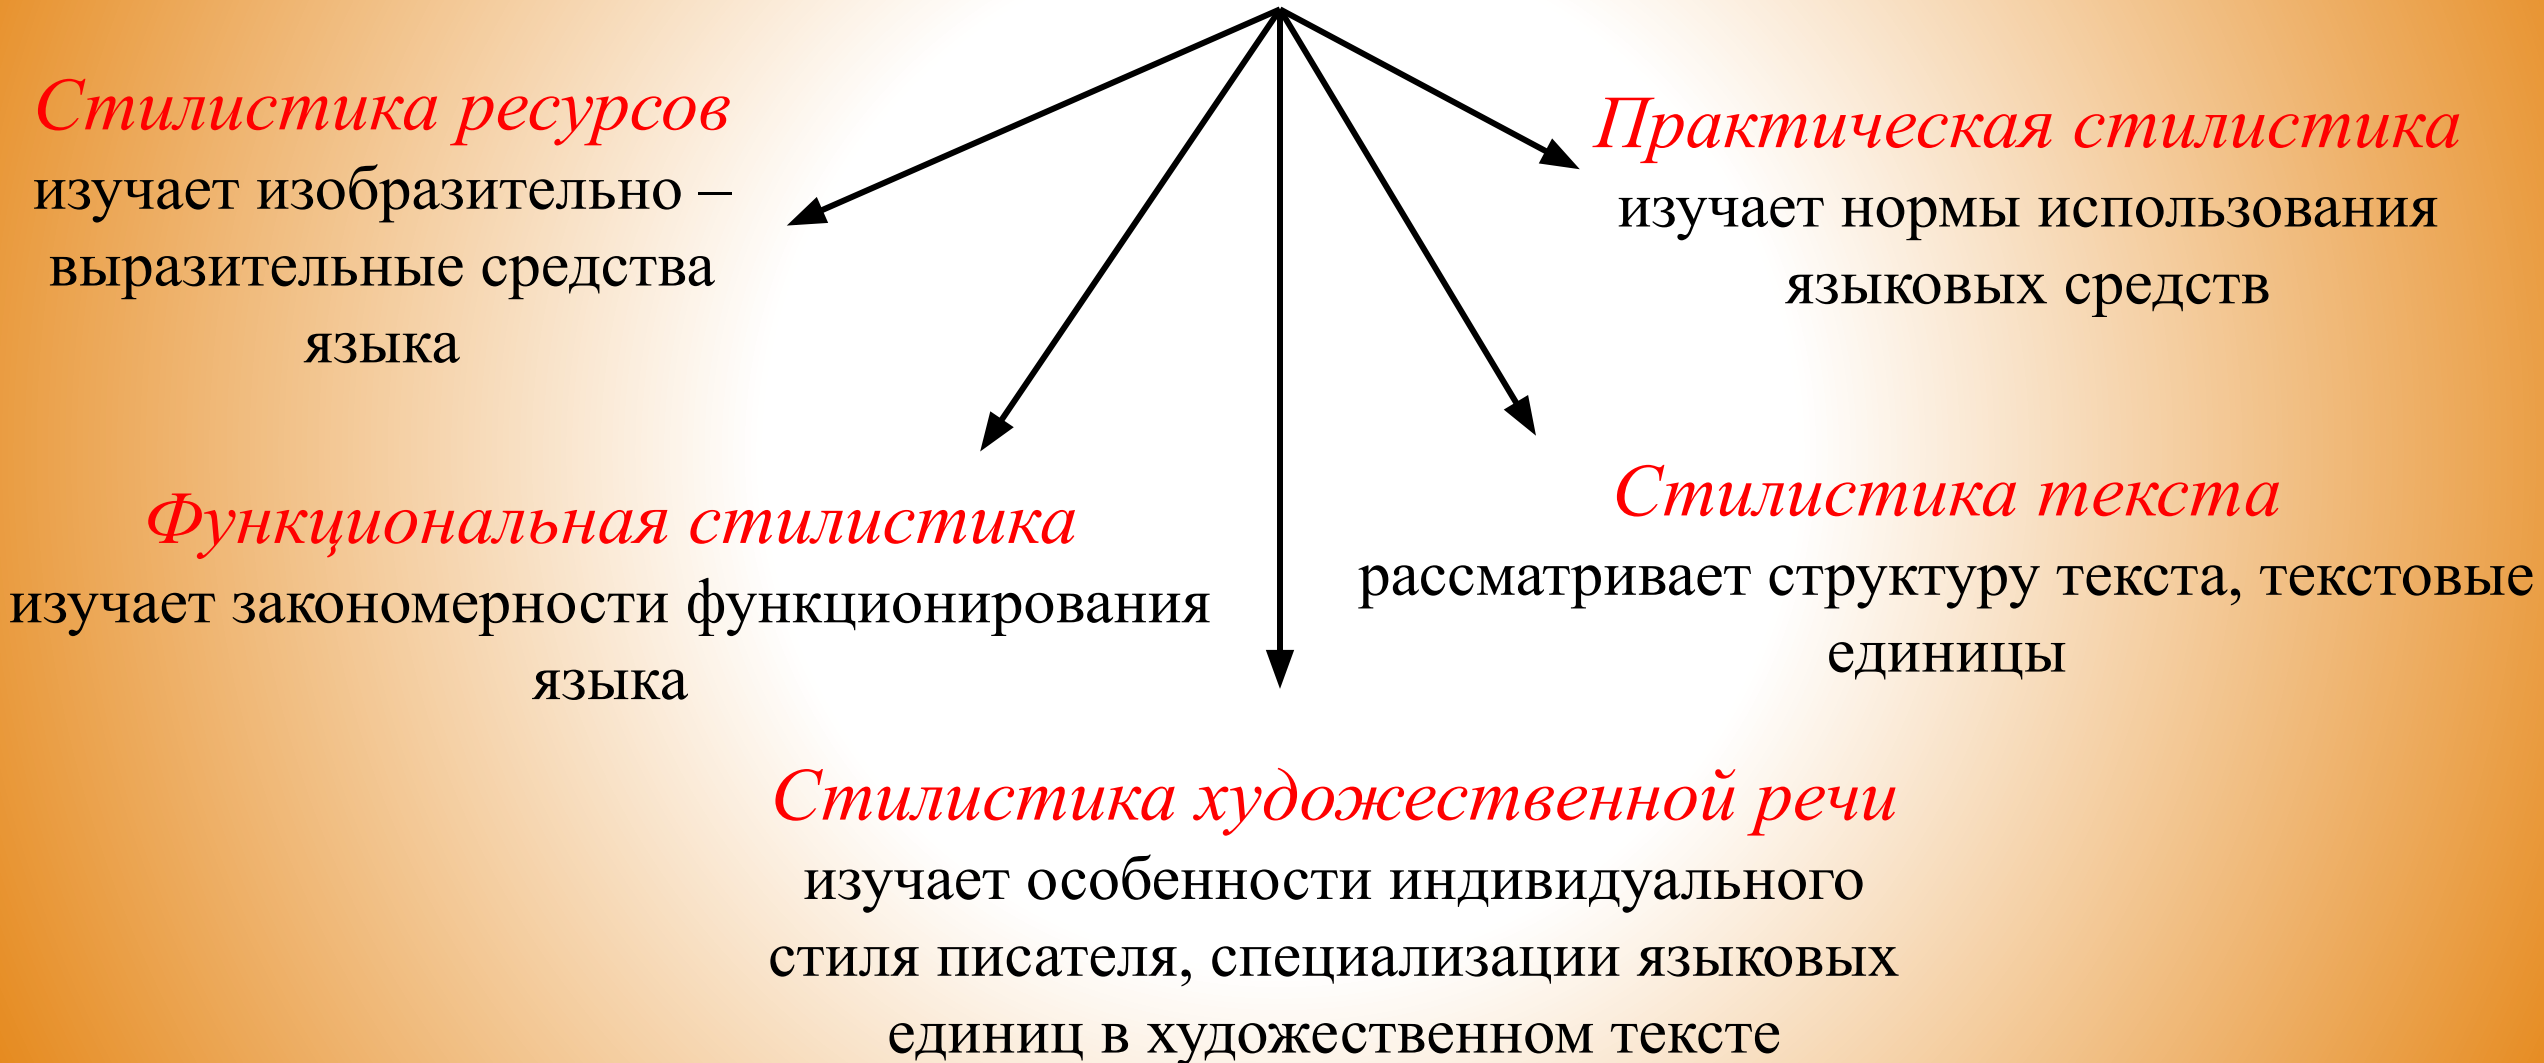 Стилистика ресурсов
изучает изобразительно –
выразительные средства
языка
Практическая стилистика
изучает нормы использования
языковых средств
Функциональная стилистика
изучает закономерности функционирования
языка
Стилистика текста
рассматривает структуру текста, текстовые
единицы
Стилистика художественной речи
изучает особенности индивидуального
стиля писателя, специализации языковых
единиц в художественном тексте